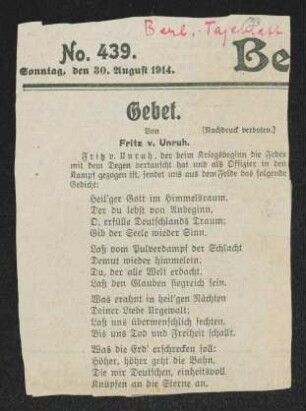 Berl. Tageblatt
No. 439. Be
Sonntag, den 30. August 1914.
Gebet.
Von [Nachdruck verboten.]
Fritz v. Unruh.
Fritz v. Unruh, der beim Kriegsbeginn die Feder
mit dem Degen vertauscht hat und als Offizier in den
Kampf gezogen ist, sendet uns aus dem Felde das folgende
Gedicht:
Heil'ger Gott im Himmelsraum.
Der du lebst von Anbeginn,
O, erfülle Deutschlands Traum;
Gib der Seele wieder Sinn.
Laß vom Pulverdampf der Schlacht
Demut wieder himmelein;
Du, der alle Welt erdacht.
Laß den Glauben siegreich sein.
Was erahnt in heil'gen Nächten
Deiner Liebe Urgewalt;
Laß uns übermenschlich fechten,
Bis uns Tod und Freiheit schallt.
Was die Erd' erschrecken soll:
Höher, höher geht die Bahn.
Die wir Deutschen, einheitsvoll
Knüpfen an die Sterne an.